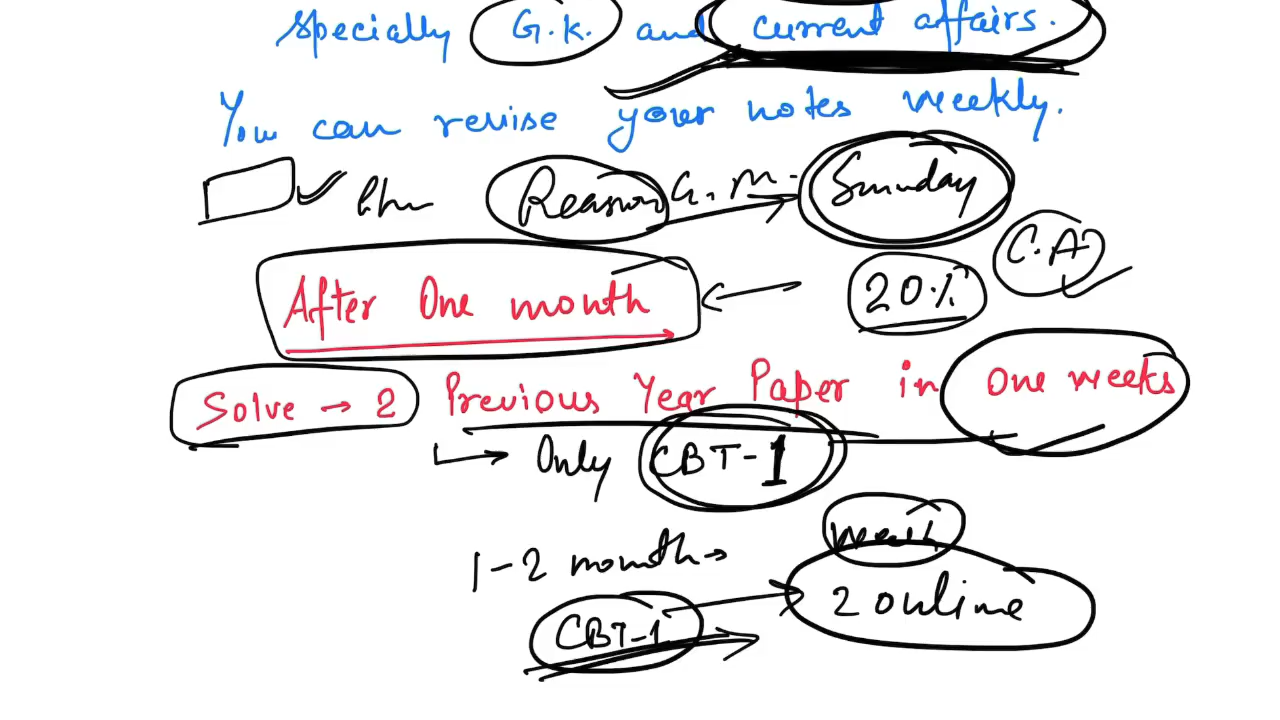 specially G.K. and current affairs.
You can revise your notes weekly.
Reason G. M. Sunday
C.A
After One month ← 20%
Solve → 2 Previous Year Paper in One weeks
→ Only CBT-1
week
1-2 month →
2 online
CBT-1